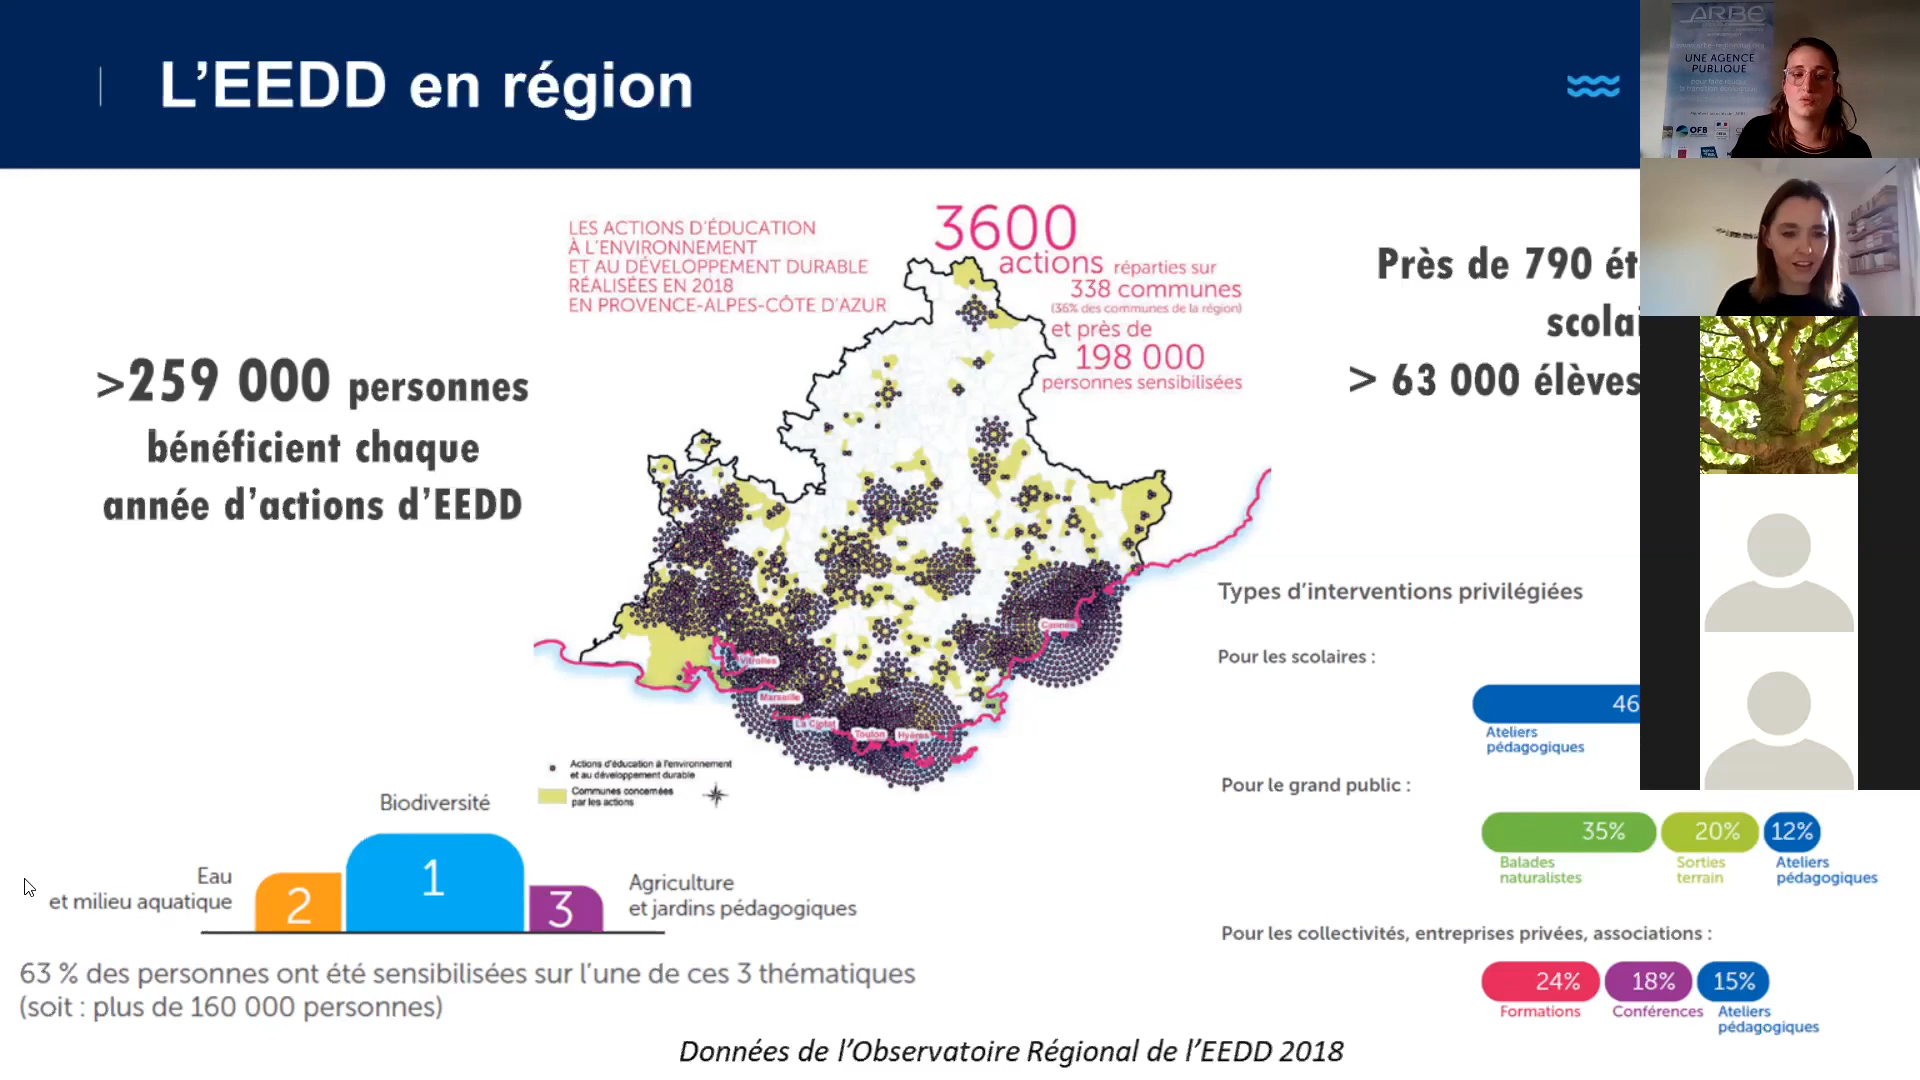 L'EEDD en région
LES ACTIONS D'ÉDUCATION
À L'ENVIRONNEMENT
ET AU DÉVELOPPEMENT DURABLE
RÉALISÉES EN 2018
EN PROVENCE-ALPES-CÔTE D'AZUR
3600
actions réparties sur
338 communes
(36% des communes de la région)
et près de
198 000
personnes sensibilisées
>259 000 personnes
bénéficient chaque
année d'actions d'EEDD
Près de 790 ét
scola
> 63 000 élèves
Cannes
Vitrolles
Marseille
La Ciotat
Toulon
Hyères
Actions d'éducation à l'environnement
et au développement durable
Communes concernées
par les actions
Biodiversité
1
Eau
et milieu aquatique
2
3
Agriculture
et jardins pédagogiques
63 % des personnes ont été sensibilisées sur l'une de ces 3 thématiques
(soit : plus de 160 000 personnes)
Types d'interventions privilégiées
Pour les scolaires :
46
Ateliers
pédagogiques
Pour le grand public :
35% 20% 12%
Balades
naturalistes
Sorties
terrain
Ateliers
pédagogiques
Pour les collectivités, entreprises privées, associations :
24% 18% 15%
Formations
Conférences
Ateliers
pédagogiques
Données de l'Observatoire Régional de l'EEDD 2018
ARBE
UNE AGENCE
PUBLIQUE
OFB